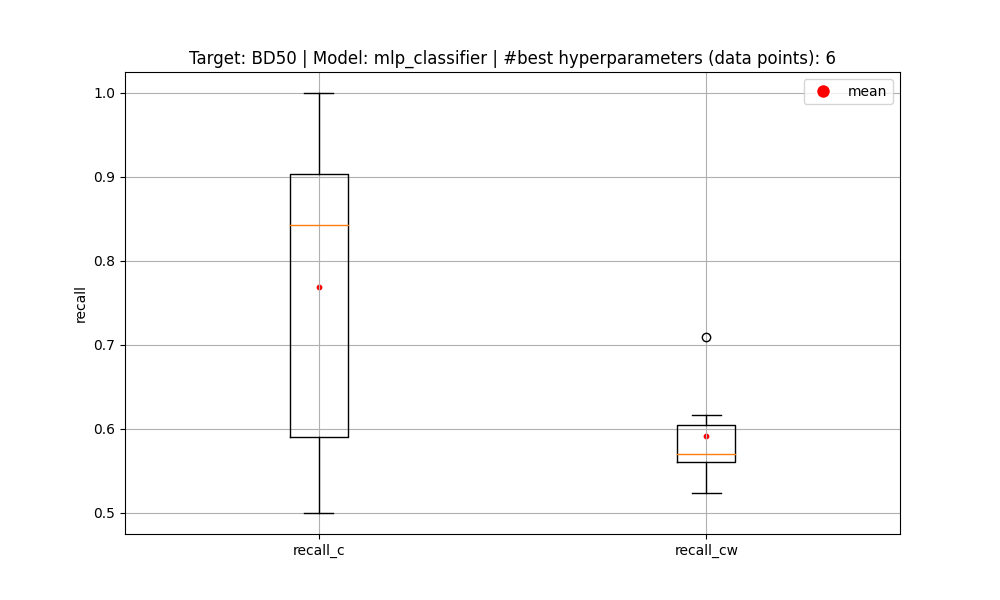 Target: BD50 | Model: mlp_classifier | #best hyperparameters (data points): 6
mean
1.0
0.9
0.8
0.7
0.6
0.5
recall
recall_c
recall_cw